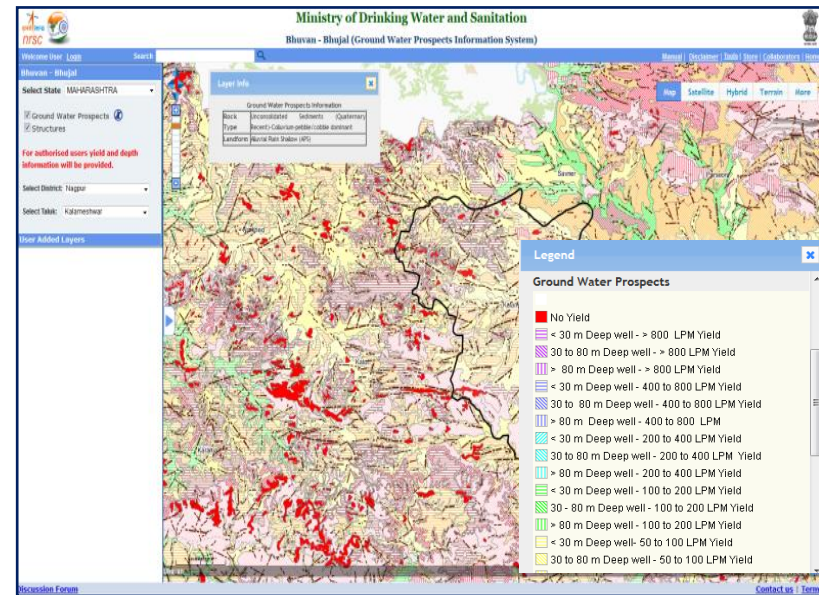 Ministry of Drinking Water and Sanitation
nrsc
Bhuvan - Bhujal (Ground Water Prospects Information System)
Welcome User Login Search
Manual | Disclaimer | Tools | Store | Collaborators | Home
Bhuvan - Bhujal
Select State MAHARASHTRA
Ground Water Prospects
Structures
For authorised users yield and depth
information will be provided.
Select District: Nagpur
Select Taluk: Kalameshwar
User Added Layers
Layer Info
Ground Water Prospects Information
Rock Unconsolidated Sediments (Quaternary
Type Recent)-Colluvium-pebble/cobble dominant
Landform Alluvial Plain Shallow (APS)
Map Satellite Hybrid Terrain More
Savner
Legend
Ground Water Prospects
No Yield
< 30 m Deep well - > 800 LPM Yield
30 to 80 m Deep well - > 800 LPM Yield
> 80 m Deep well - > 800 LPM Yield
< 30 m Deep well - 400 to 800 LPM Yield
30 to 80 m Deep well - 400 to 800 LPM Yield
> 80 m Deep well - 400 to 800 LPM
< 30 m Deep well - 200 to 400 LPM Yield
30 to 80 m Deep well - 200 to 400 LPM Yield
> 80 m Deep well - 200 to 400 LPM Yield
< 30 m Deep well - 100 to 200 LPM Yield
30 - 80 m Deep well - 100 to 200 LPM Yield
> 80 m Deep well - 100 to 200 LPM Yield
< 30 m Deep well- 50 to 100 LPM Yield
30 to 80 m Deep well - 50 to 100 LPM Yield
Discussion Forum
Contact us | Term